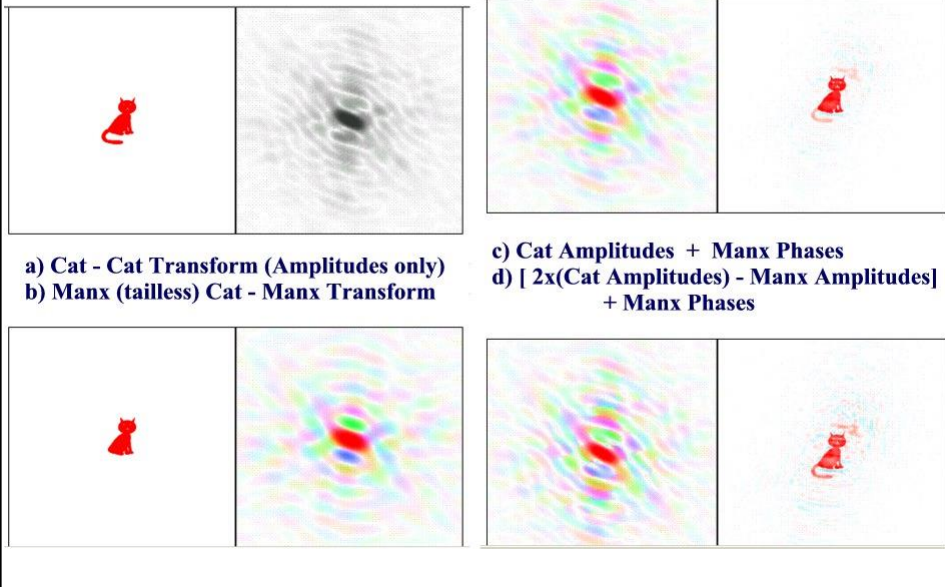 a) Cat - Cat Transform (Amplitudes only)
b) Manx (tailless) Cat - Manx Transform
c) Cat Amplitudes + Manx Phases
d) [ 2x(Cat Amplitudes) - Manx Amplitudes]
+ Manx Phases